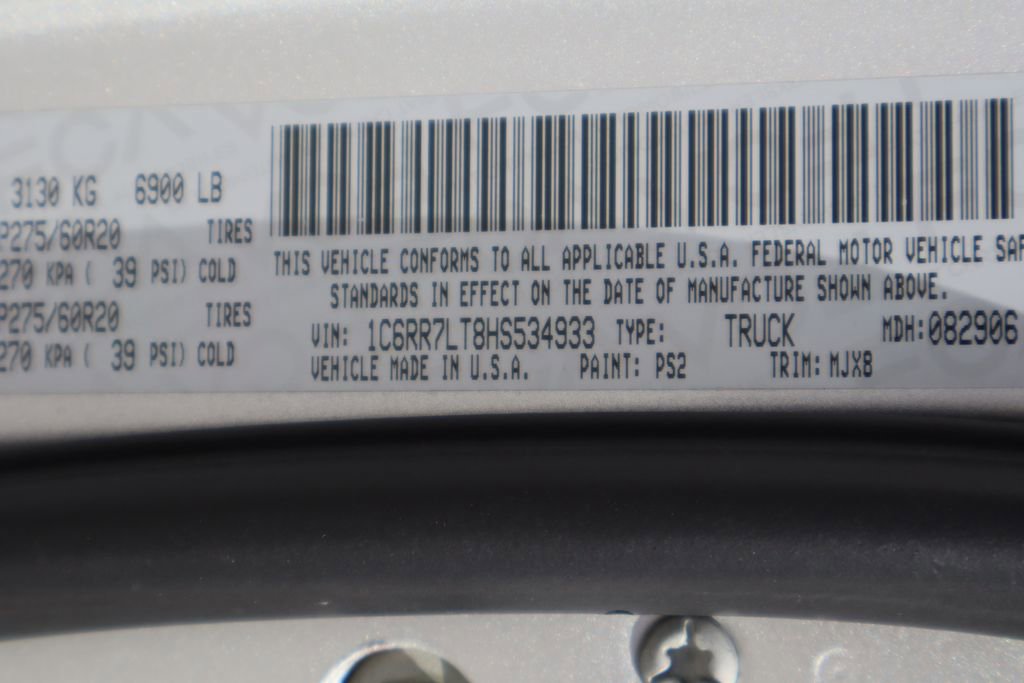 3130 KG 6900 LB
P275/60R20 TIRES
270 KPA ( 39 PSI) COLD
P275/60R20 TIRES
270 KPA ( 39 PSI) COLD
THIS VEHICLE CONFORMS TO ALL APPLICABLE U.S.A. FEDERAL MOTOR VEHICLE SAF
STANDARDS IN EFFECT ON THE DATE OF MANUFACTURE SHOWN ABOVE.
VIN: 1C6RR7LT8HS534933 TYPE: TRUCK MDH:082906
VEHICLE MADE IN U.S.A. PAINT: PS2 TRIM: MJX8